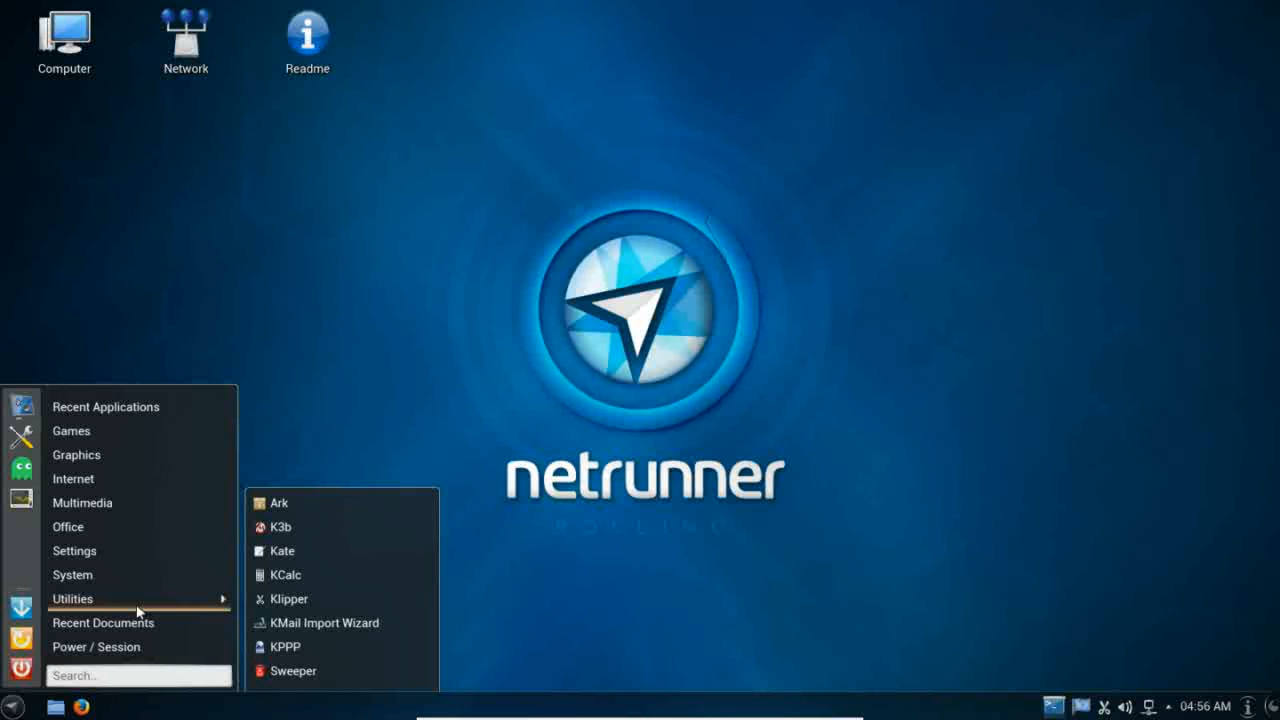 Computer
Network
Readme
netrunner
ROLLING
Recent Applications
Games
Graphics
Internet
Multimedia
Office
Settings
System
Utilities
Recent Documents
Power / Session
Search...
Ark
K3b
Kate
KCalc
Klipper
KMail Import Wizard
KPPP
Sweeper
04:56 AM